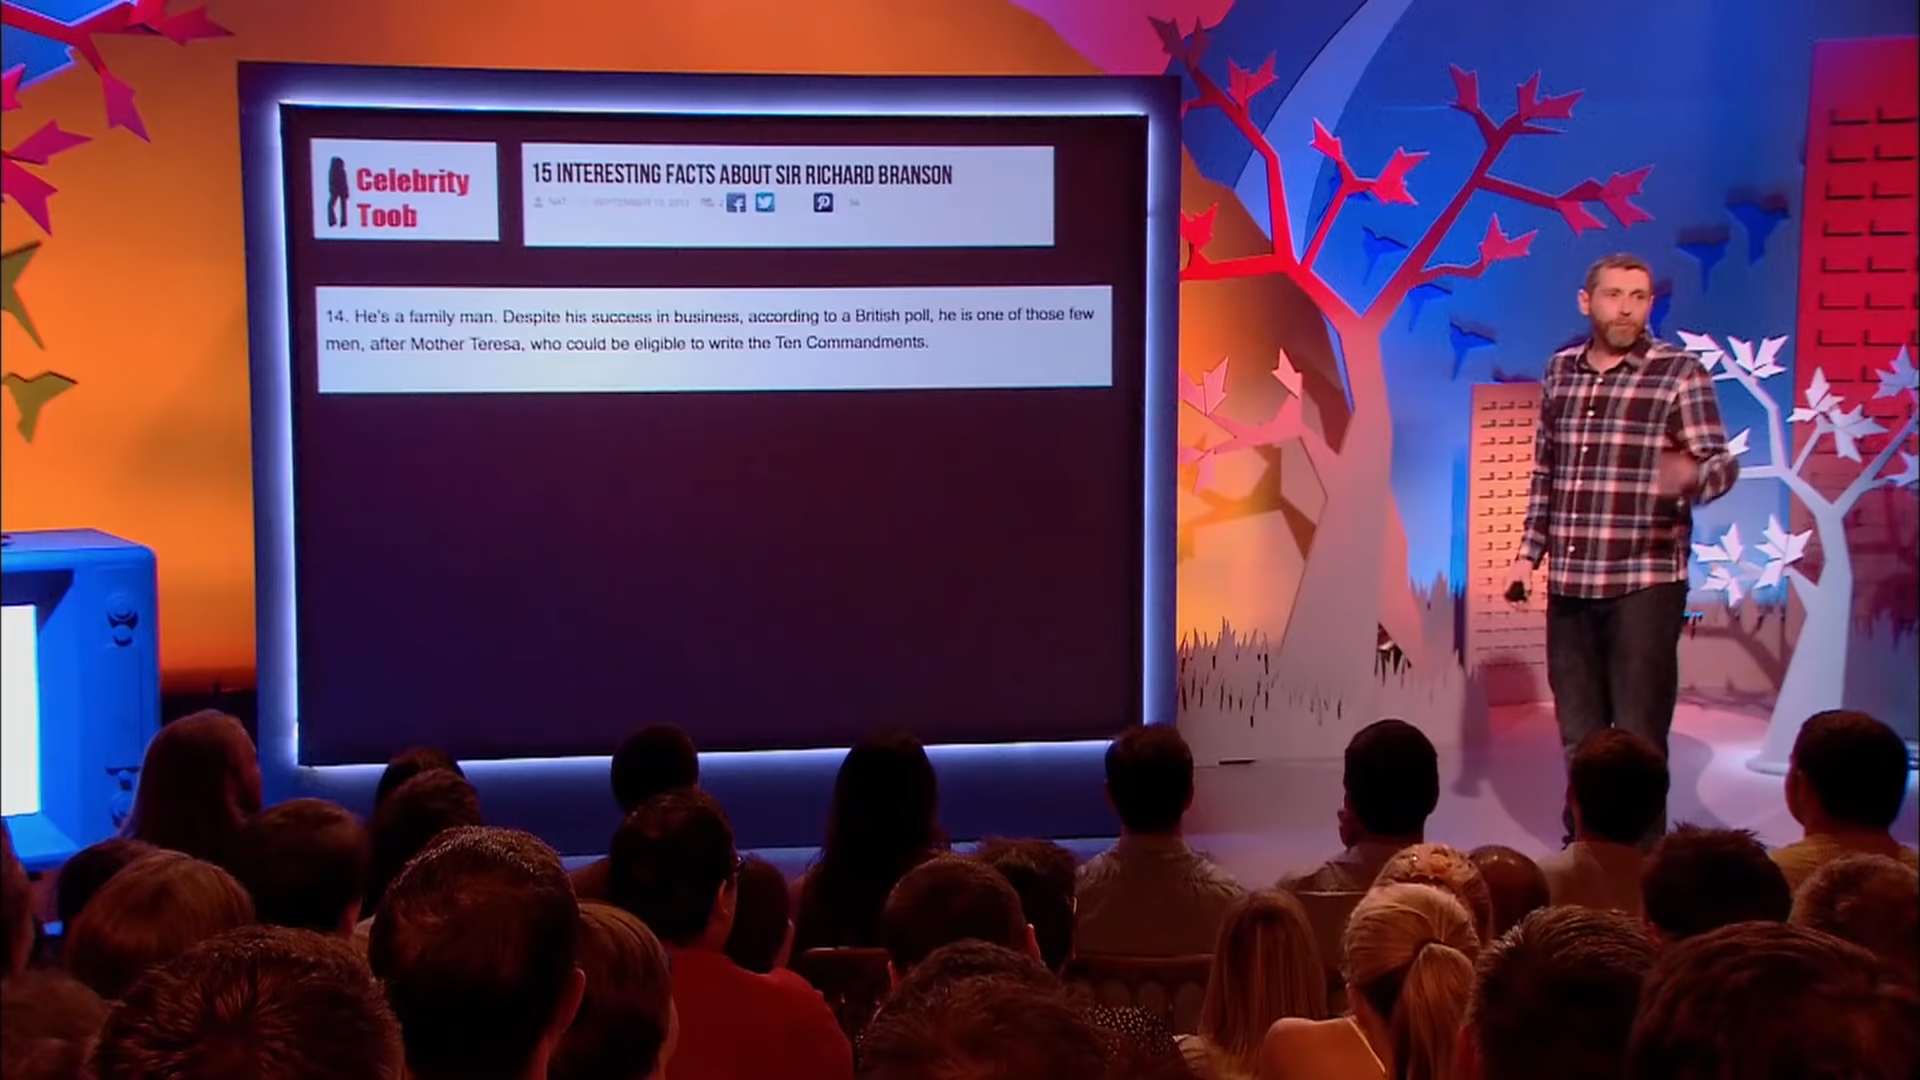 Celebrity
Toob
15 INTERESTING FACTS ABOUT SIR RICHARD BRANSON
14. He's a family man. Despite his success in business, according to a British poll, he is one of those few
men, after Mother Teresa, who could be eligible to write the Ten Commandments.